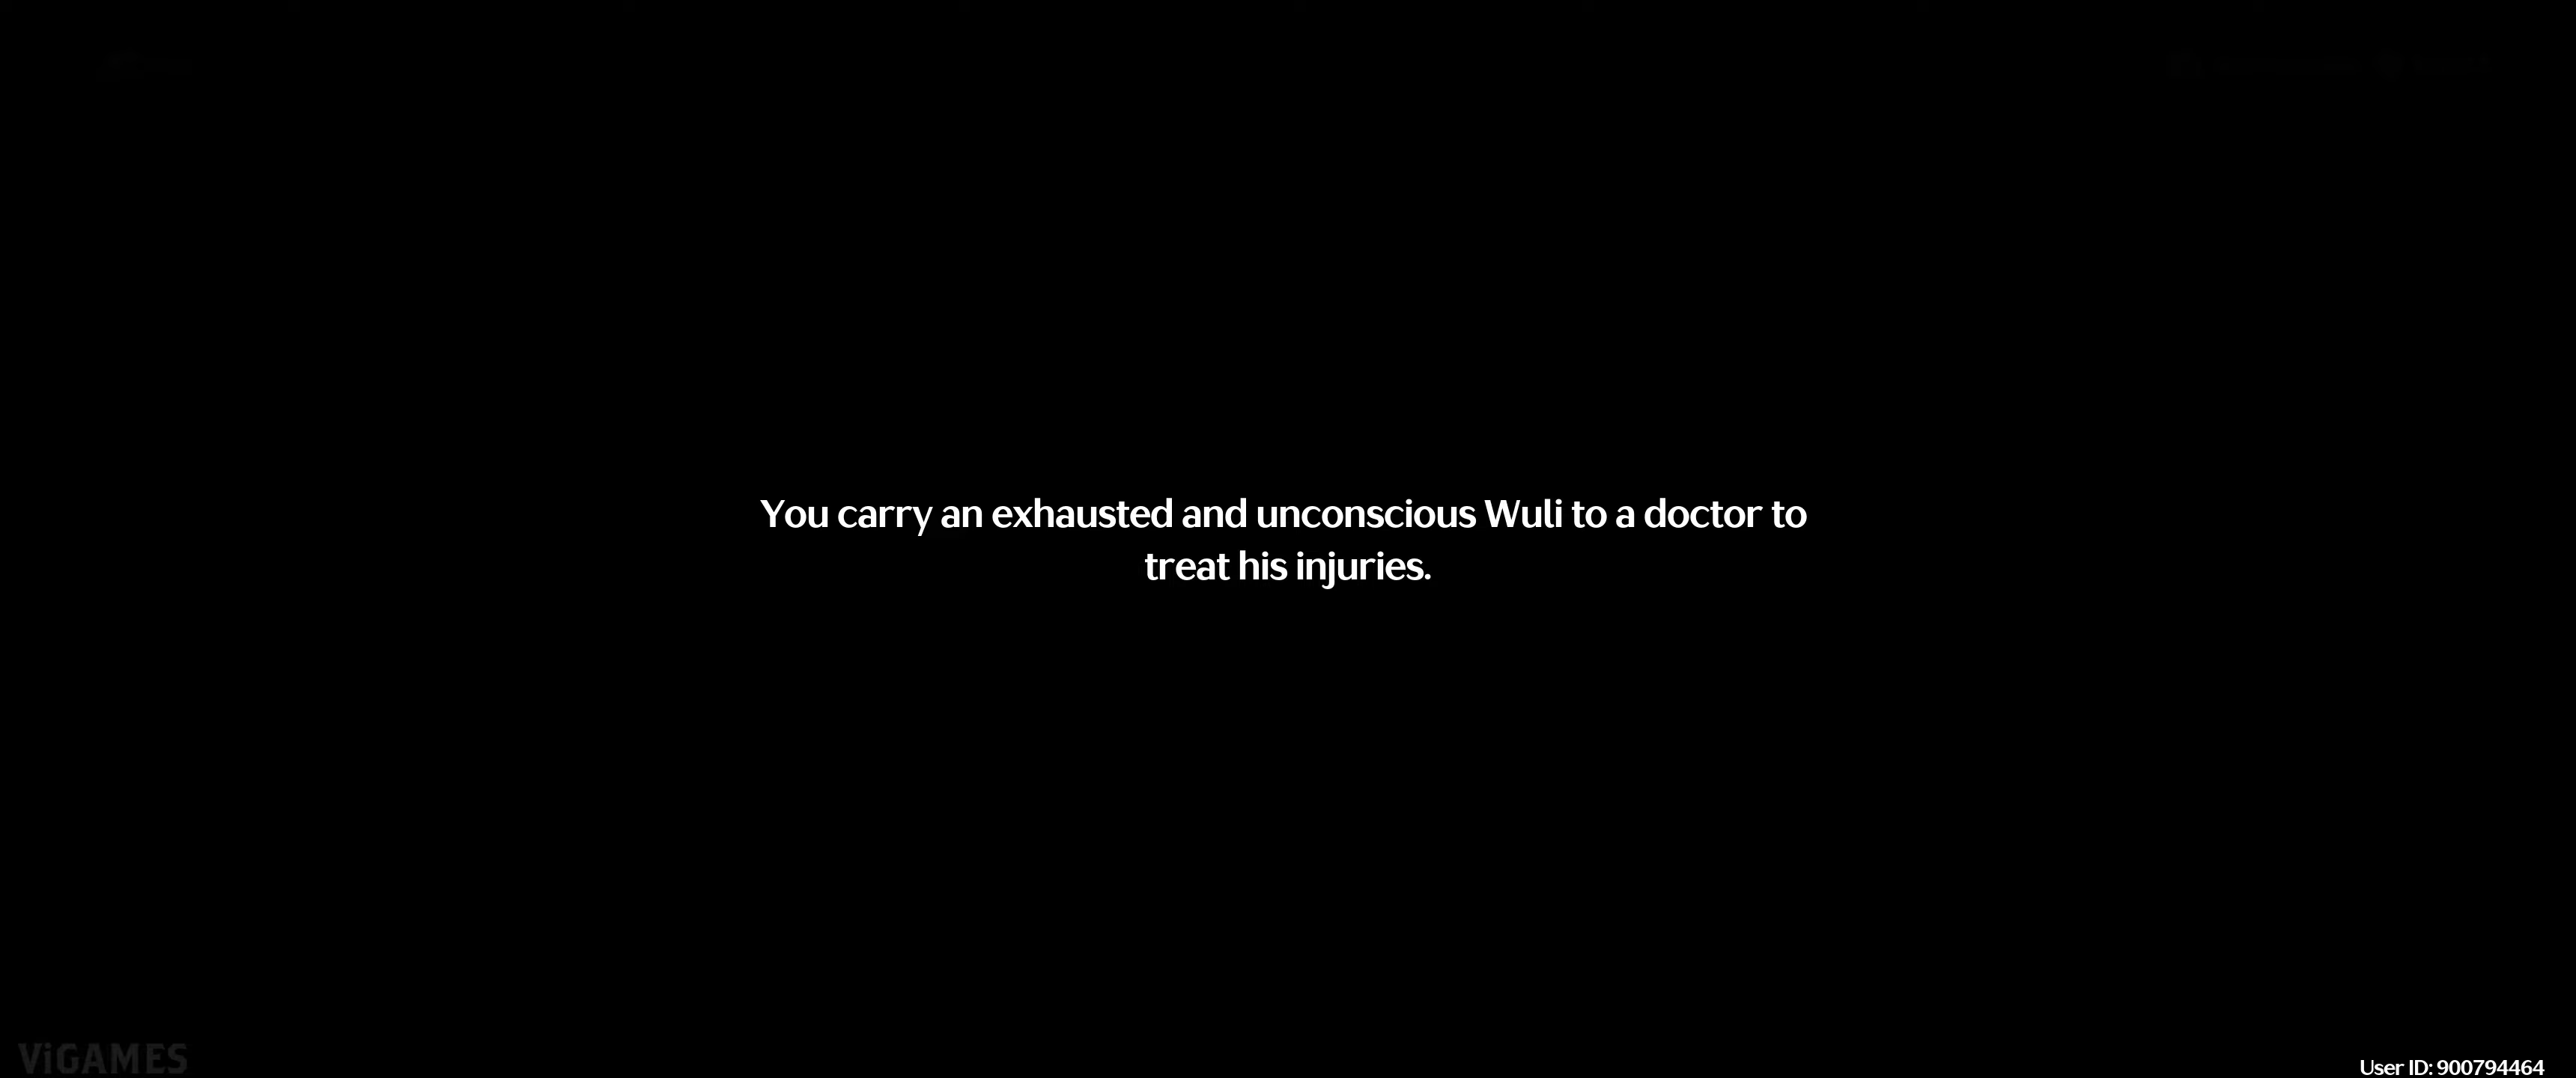 You carry an exhausted and unconscious Wuli to a doctor to
treat his injuries.
ViGAMES
User ID: 900794464